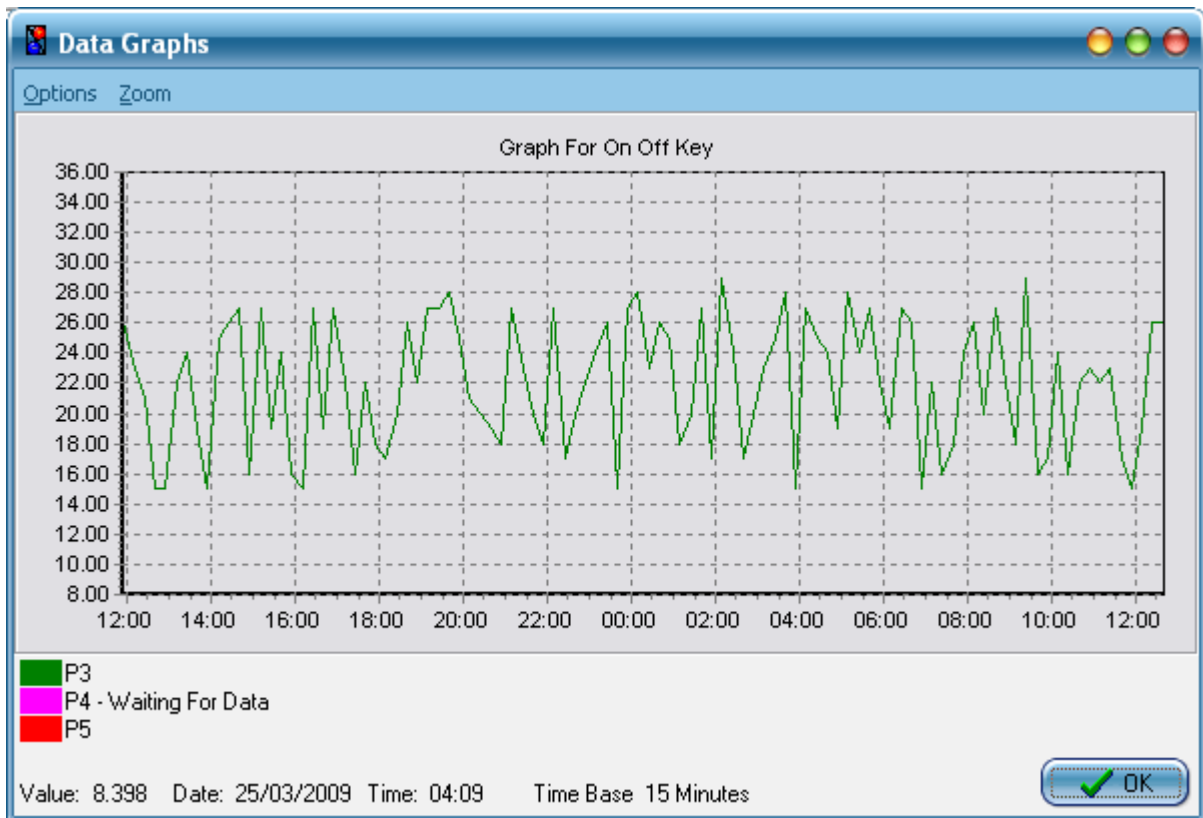 Data Graphs
Options Zoom
Graph For On Off Key
36.00
34.00
32.00
30.00
28.00
26.00
24.00
22.00
20.00
18.00
16.00
14.00
12.00
10.00
8.00
12:00 14:00 16:00 18:00 20:00 22:00 00:00 02:00 04:00 06:00 08:00 10:00 12:00
P3
P4 - Waiting For Data
P5
Value: 8.398 Date: 25/03/2009 Time: 04:09 Time Base 15 Minutes
OK